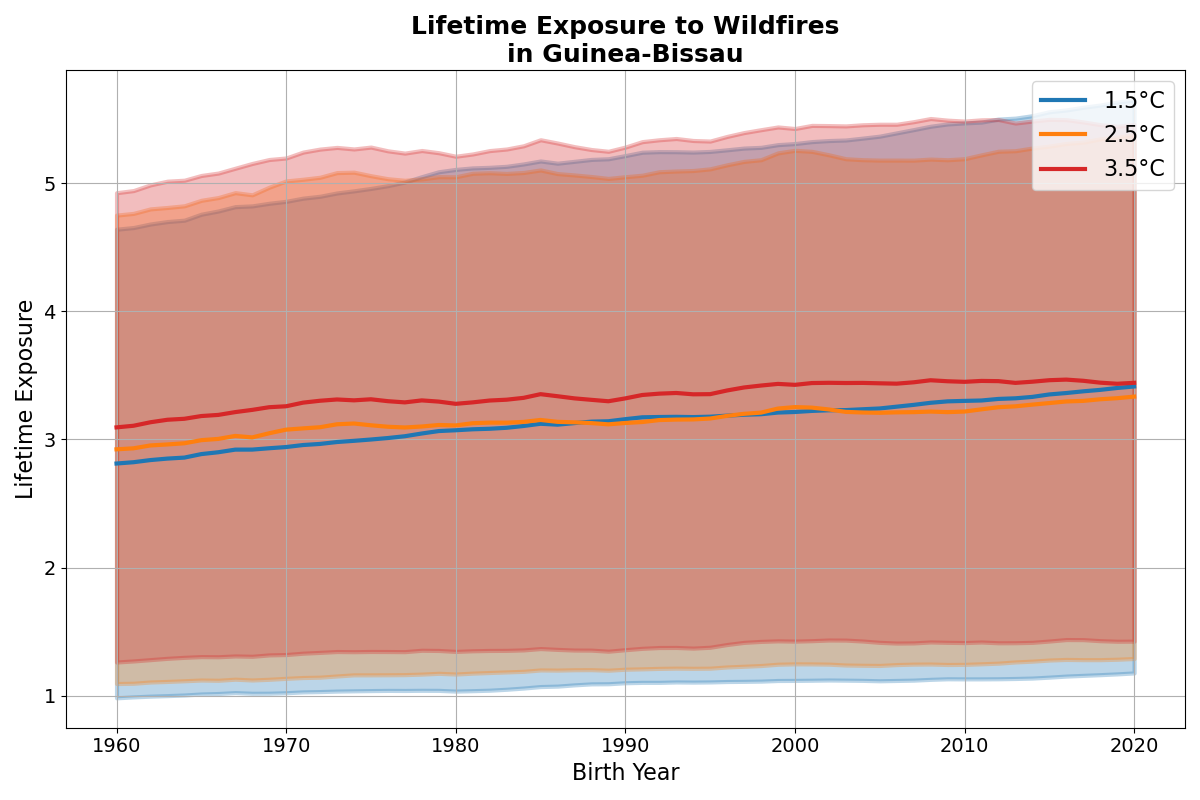 Lifetime Exposure to Wildfires
in Guinea-Bissau
1.5°C
2.5°C
3.5°C
Lifetime Exposure
5
4
3
2
1
1960 1970 1980 1990 2000 2010 2020
Birth Year